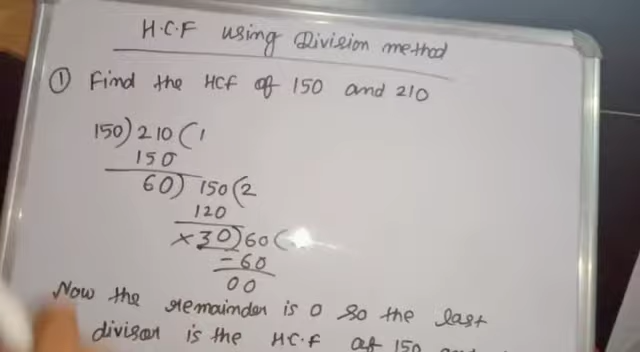 H.C.F using Division method
① Find the HCF of 150 and 210
150) 210 (1
150
60) 150 (2
120
× 30) 60 (
- 60
00
Now the remainder is 0 so the last
divisor is the H.C.F of 150